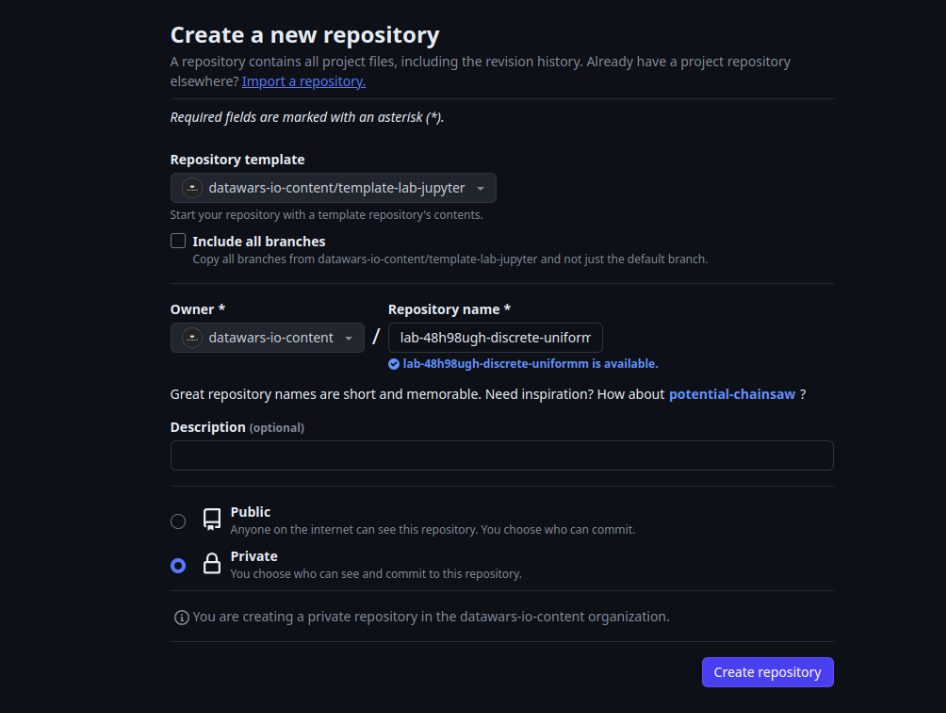 Create a new repository
A repository contains all project files, including the revision history. Already have a project repository
elsewhere? Import a repository.
Required fields are marked with an asterisk (*).
Repository template
datawars-io-content/template-lab-jupyter
Start your repository with a template repository's contents.
Include all branches
Copy all branches from datawars-io-content/template-lab-jupyter and not just the default branch.
Owner *
Repository name *
datawars-io-content
/
lab-48h98ugh-discrete-uniform
lab-48h98ugh-discrete-uniformm is available.
Great repository names are short and memorable. Need inspiration? How about potential-chainsaw ?
Description (optional)
Public
Anyone on the internet can see this repository. You choose who can commit.
Private
You choose who can see and commit to this repository.
You are creating a private repository in the datawars-io-content organization.
Create repository